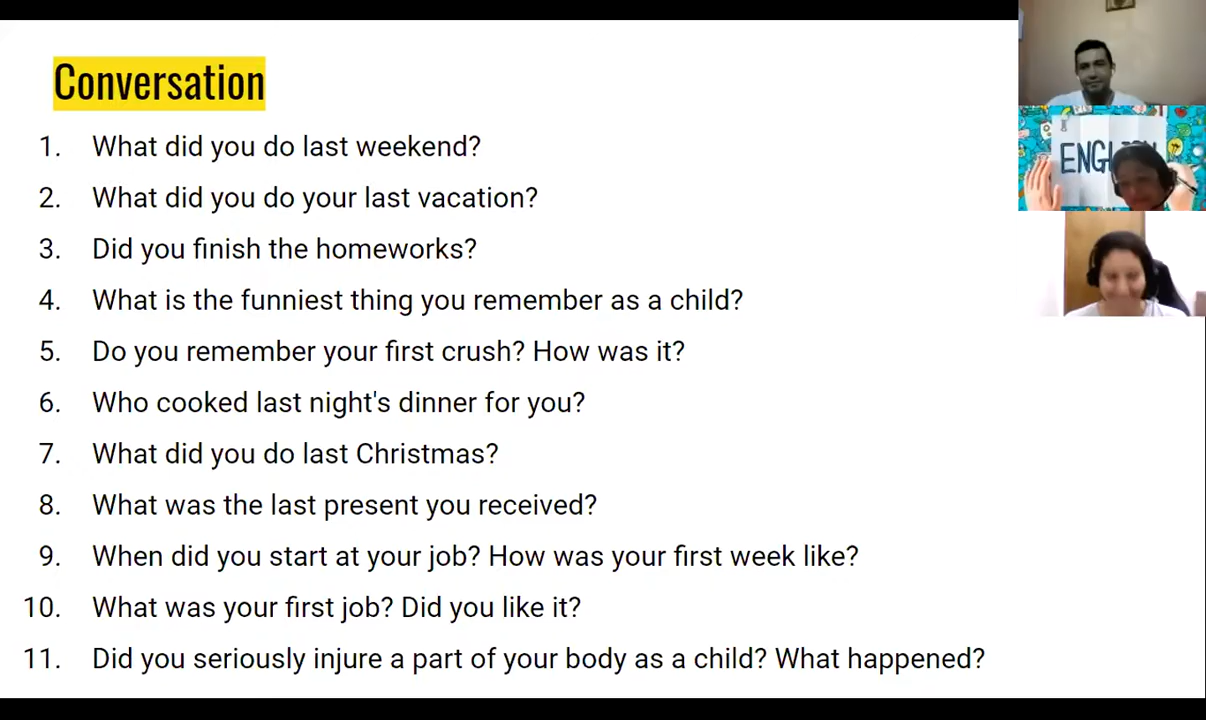 Conversation
1. What did you do last weekend?
2. What did you do your last vacation?
3. Did you finish the homeworks?
4. What is the funniest thing you remember as a child?
5. Do you remember your first crush? How was it?
6. Who cooked last night's dinner for you?
7. What did you do last Christmas?
8. What was the last present you received?
9. When did you start at your job? How was your first week like?
10. What was your first job? Did you like it?
11. Did you seriously injure a part of your body as a child? What happened?